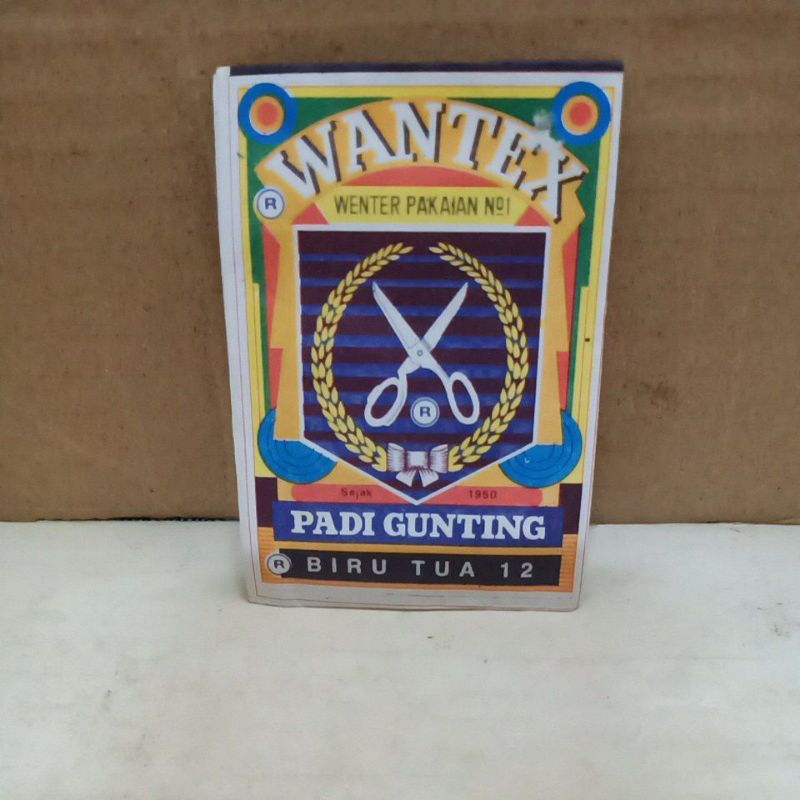 WANTEX
® WENTER PAKAIAN No1
®
Sejak 1950
PADI GUNTING
® BIRU TUA 12